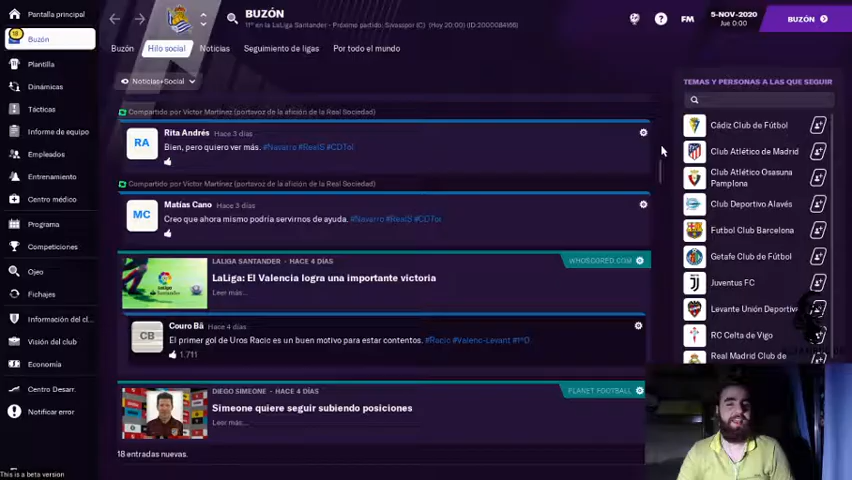 Pantalla principal
18
Buzón
Plantilla
Dinámicas
Tácticas
Informe de equipo
Empleados
Entrenamiento
Centro médico
Programa
Competiciones
Ojeo
Fichajes
Información del cl...
Visión del club
Economía
Centro Desarr.
Notificar error
This is a beta version
BUZÓN
11º en la LaLiga Santander - Próximo partido: Sivasspor (C) (Hoy 20:00) (ID:2000084166)
FM
5-NOV-2020
Jue 0:00
BUZÓN
Buzón
Hilo social
Noticias
Seguimiento de ligas
Por todo el mundo
Noticias+Social
Compartido por Víctor Martínez (portavoz de la afición de la Real Sociedad)
RA
Rita Andrés Hace 3 días
Bien, pero quiero ver más. #Navarro #RealS #CDTol
Compartido por Víctor Martínez (portavoz de la afición de la Real Sociedad)
MC
Matías Cano Hace 3 días
Creo que ahora mismo podría servirnos de ayuda. #Navarro #RealS #CDTol
LALIGA SANTANDER - HACE 4 DÍAS
WHOSCORED.COM
LaLiga: El Valencia logra una importante victoria
Leer más...
CB
Couro Bã Hace 4 días
El primer gol de Uros Racic es un buen motivo para estar contentos. #Racic #Valenc-Levant #1ºD
1.711
DIEGO SIMEONE - HACE 4 DÍAS
PLANET FOOTBALL
Simeone quiere seguir subiendo posiciones
Leer más...
18 entradas nuevas.
TEMAS Y PERSONAS A LAS QUE SEGUIR
Cádiz Club de Fútbol
Club Atlético de Madrid
Club Atlético Osasuna
Pamplona
Club Deportivo Alavés
Futbol Club Barcelona
Getafe Club de Fútbol
Juventus FC
Levante Unión Deportiv
RC Celta de Vigo
Real Madrid Club de